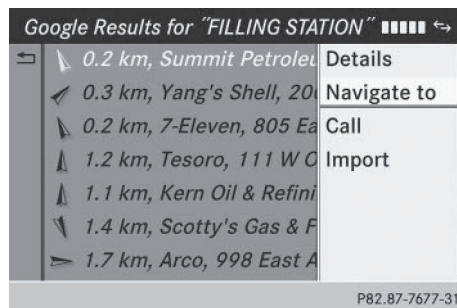 Google Results for ˝FILLING STATION˝
0.2 km, Summit Petroleu
0.3 km, Yang's Shell, 20
0.2 km, 7-Eleven, 805 Ea
1.2 km, Tesoro, 111 W O
1.1 km, Kern Oil & Refini
1.4 km, Scotty's Gas & F
1.7 km, Arco, 998 East A
Details
Navigate to
Call
Import
P82.87-7677-31